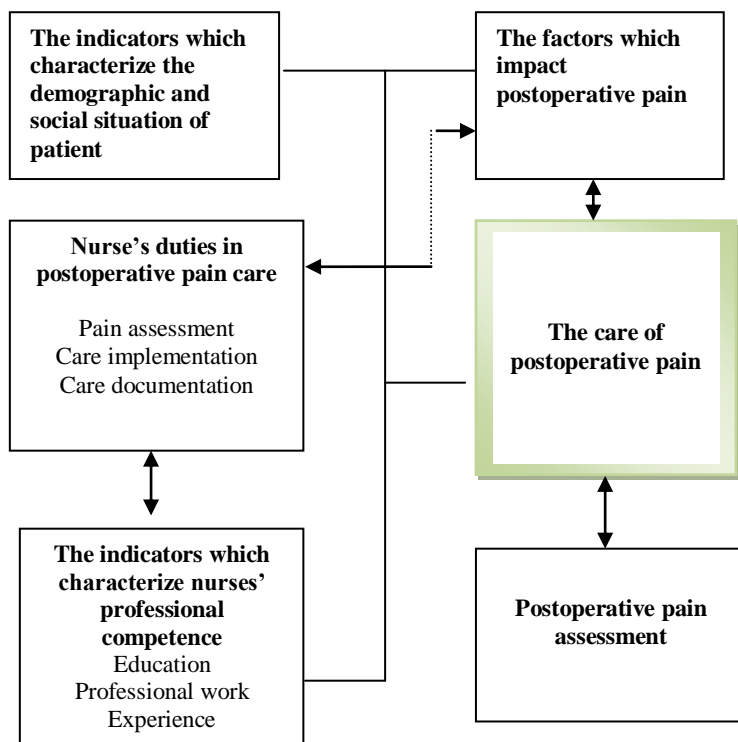 The indicators which
characterize the
demographic and
social situation of
patient
The factors which
impact
postoperative pain
Nurse’s duties in
postoperative pain care
Pain assessment
Care implementation
Care documentation
The care of
postoperative pain
The indicators which
characterize nurses’
professional
competence
Education
Professional work
Experience
Postoperative pain
assessment